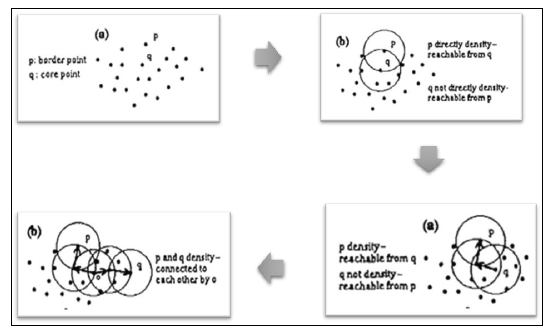 (a)
p
q
p: border point
q : core point
(b)
p
q
p directly density–
reachable from q
q not directly density–
reachable from p
(a)
p
q
p density–
reachable from q
q not density–
reachable from p
(b)
p
o
q
p and q density–
connected to
each other by o